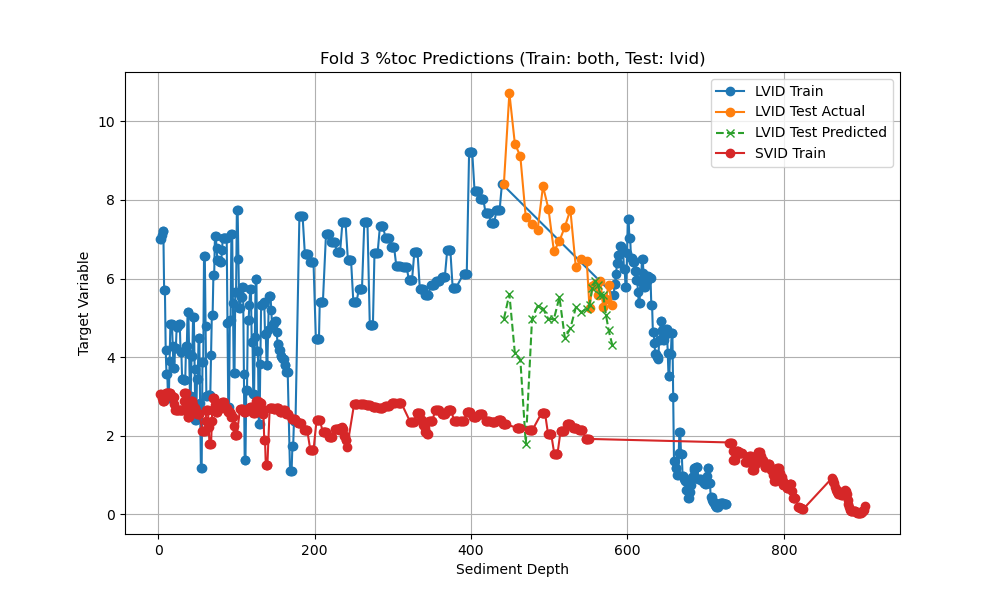 Fold 3 %toc Predictions (Train: both, Test: lvid)
LVID Train
LVID Test Actual
LVID Test Predicted
SVID Train
Target Variable
10
8
6
4
2
0
0 200 400 600 800
Sediment Depth